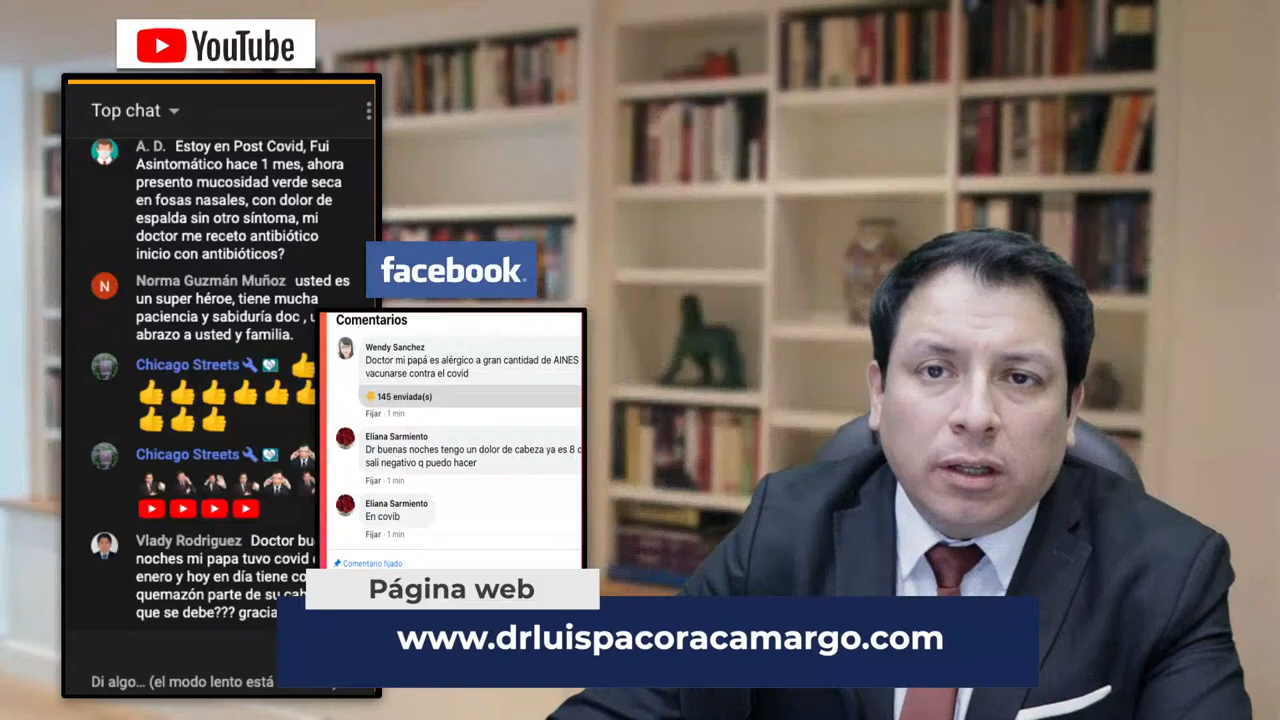 YouTube
Top chat
A. D. Estoy en Post Covid, Fui
Asintomático hace 1 mes, ahora
presento mucosidad verde seca
en fosas nasales, con dolor de
espalda sin otro síntoma, mi
doctor me receto antibiótico
inicio con antibióticos?
N
Norma Guzmán Muñoz usted es
un super héroe, tiene mucha
paciencia y sabiduría doc ,
abrazo a usted y familia.
Chicago Streets
Chicago Streets
Vlady Rodriguez Doctor
noches mi papa tuvo covid
enero y hoy en día tiene
quemazón parte de su
que se debe???
Di algo... (el modo lento está
facebook
Comentarios
Wendy Sanchez
Doctor mi papá es alérgico a gran cantidad de AINES
vacunarse contra el covid
145 enviada(s)
Fijar · 1 min
Eliana Sarmiento
Dr buenas noches tengo un dolor de cabeza ya es 8
sali negativo q puedo hacer
Fijar · 1 min
Eliana Sarmiento
En covib
Fijar · 1 min
Comentario fijado
Página web
www.drluispacoracamargo.com